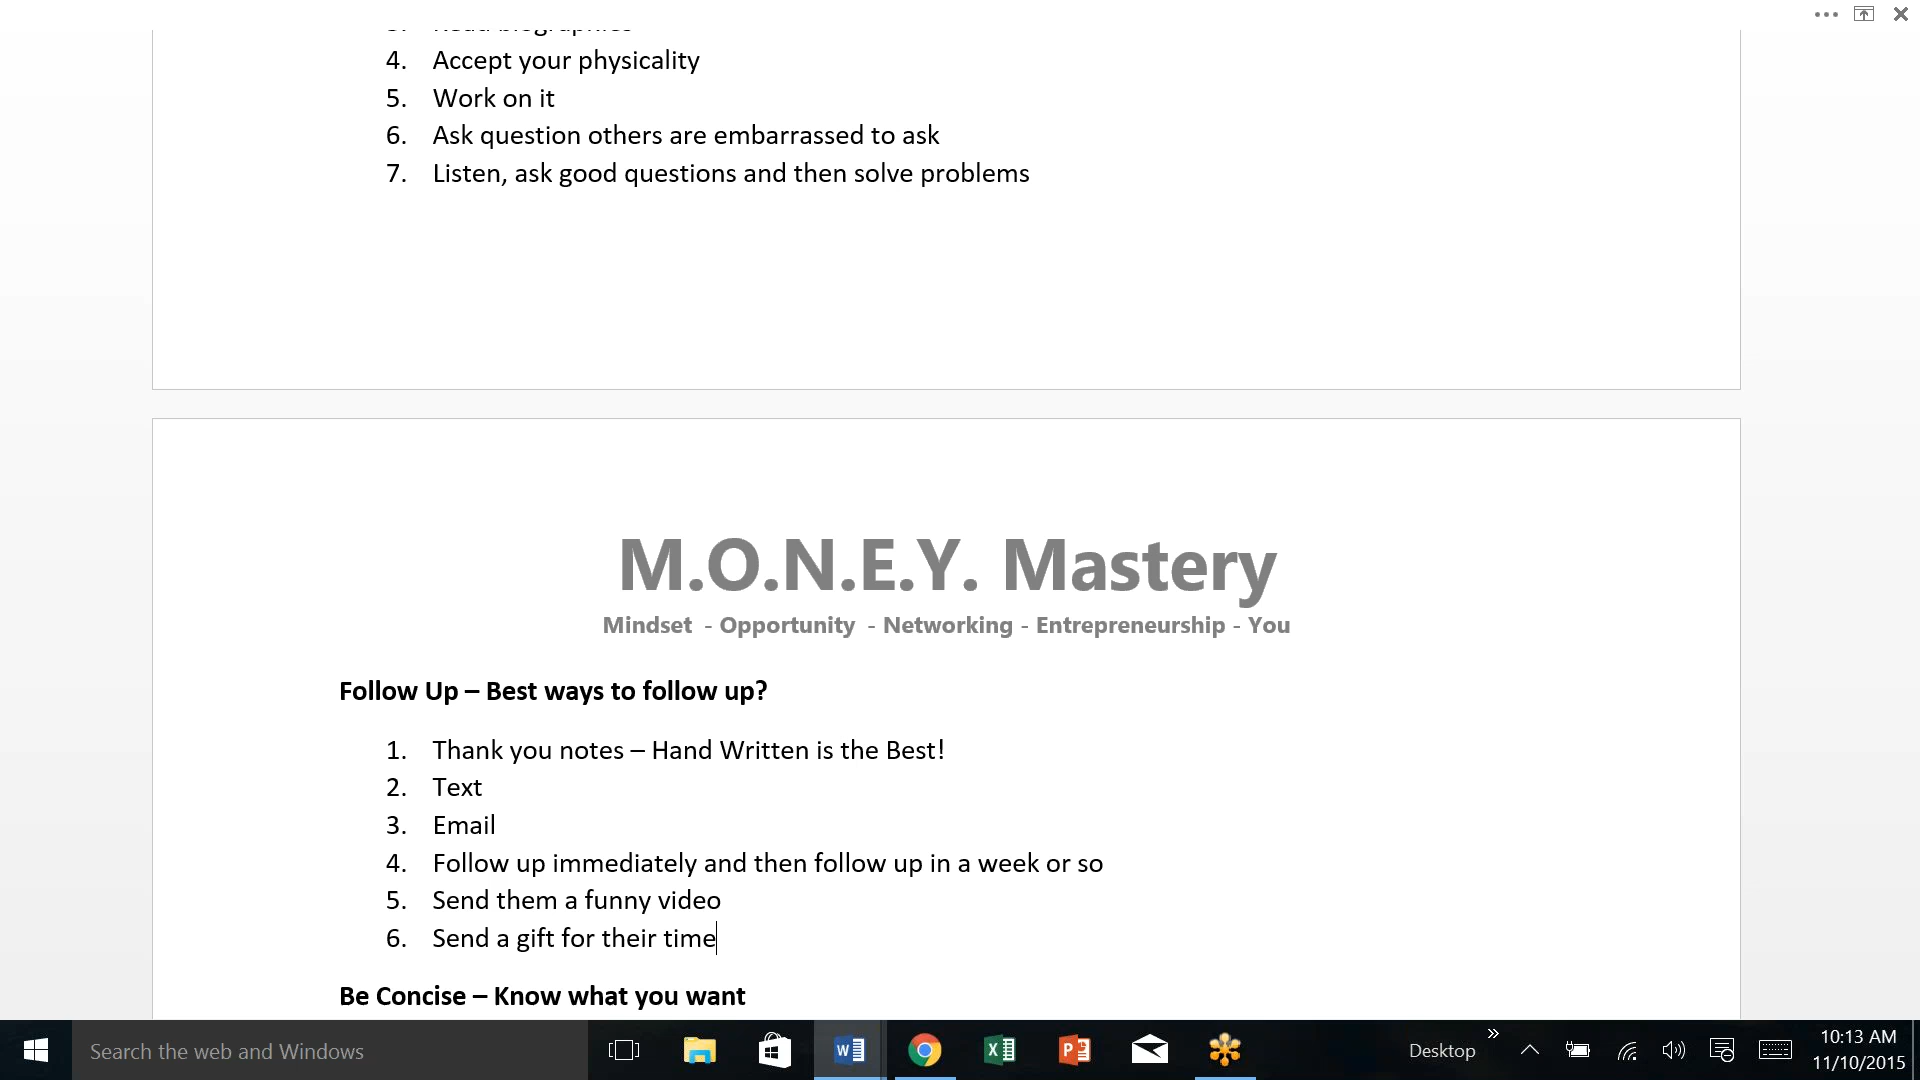 3. Read biographies
4. Accept your physicality
5. Work on it
6. Ask question others are embarrassed to ask
7. Listen, ask good questions and then solve problems
M.O.N.E.Y. Mastery
Mindset - Opportunity - Networking - Entrepreneurship - You
Follow Up – Best ways to follow up?
1. Thank you notes – Hand Written is the Best!
2. Text
3. Email
4. Follow up immediately and then follow up in a week or so
5. Send them a funny video
6. Send a gift for their time
Be Concise – Know what you want
Search the web and Windows
Desktop
10:13 AM
11/10/2015